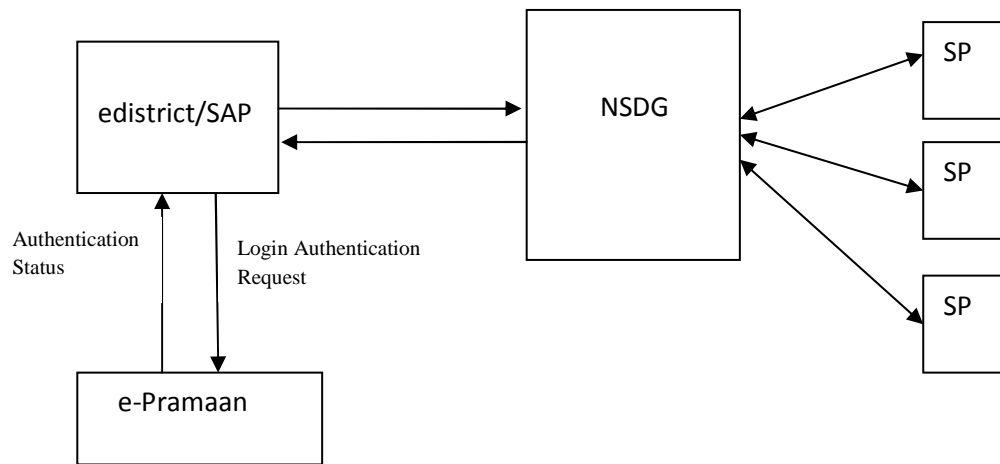 edistrict/SAP
NSDG
SP
SP
SP
Authentication
Status
Login Authentication
Request
e-Pramaan